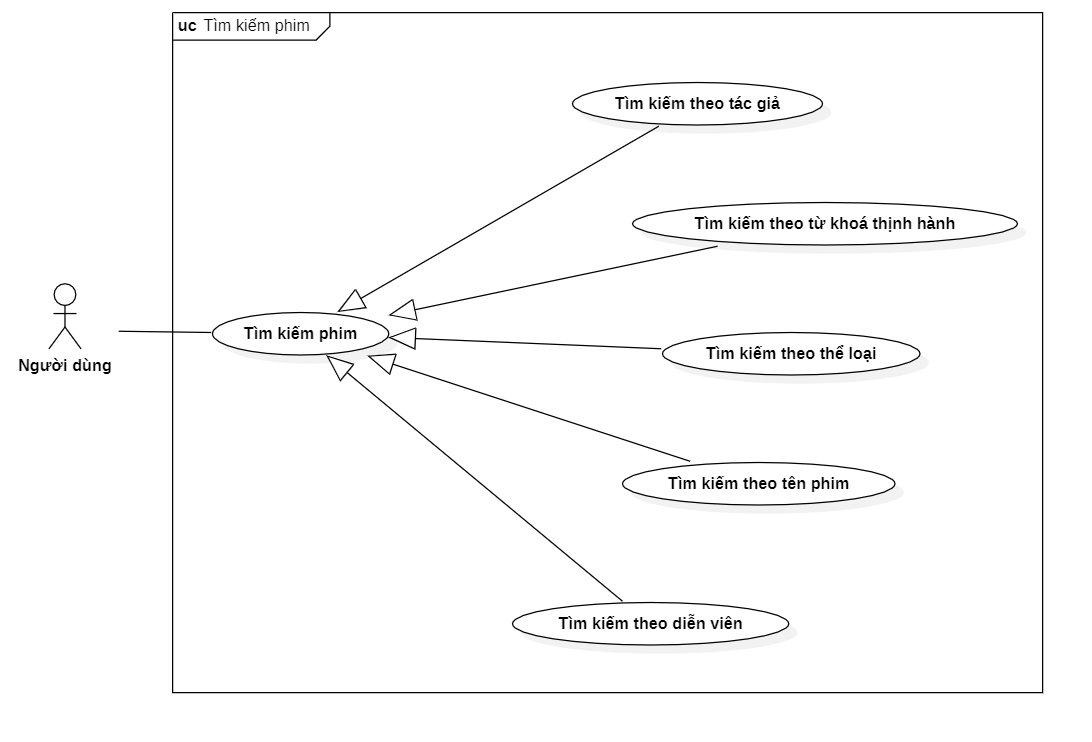 uc Tìm kiếm phim
Tìm kiếm theo tác giả
Tìm kiếm theo từ khoá thịnh hành
Tìm kiếm phim
Người dùng
Tìm kiếm theo thể loại
Tìm kiếm theo tên phim
Tìm kiếm theo diễn viên